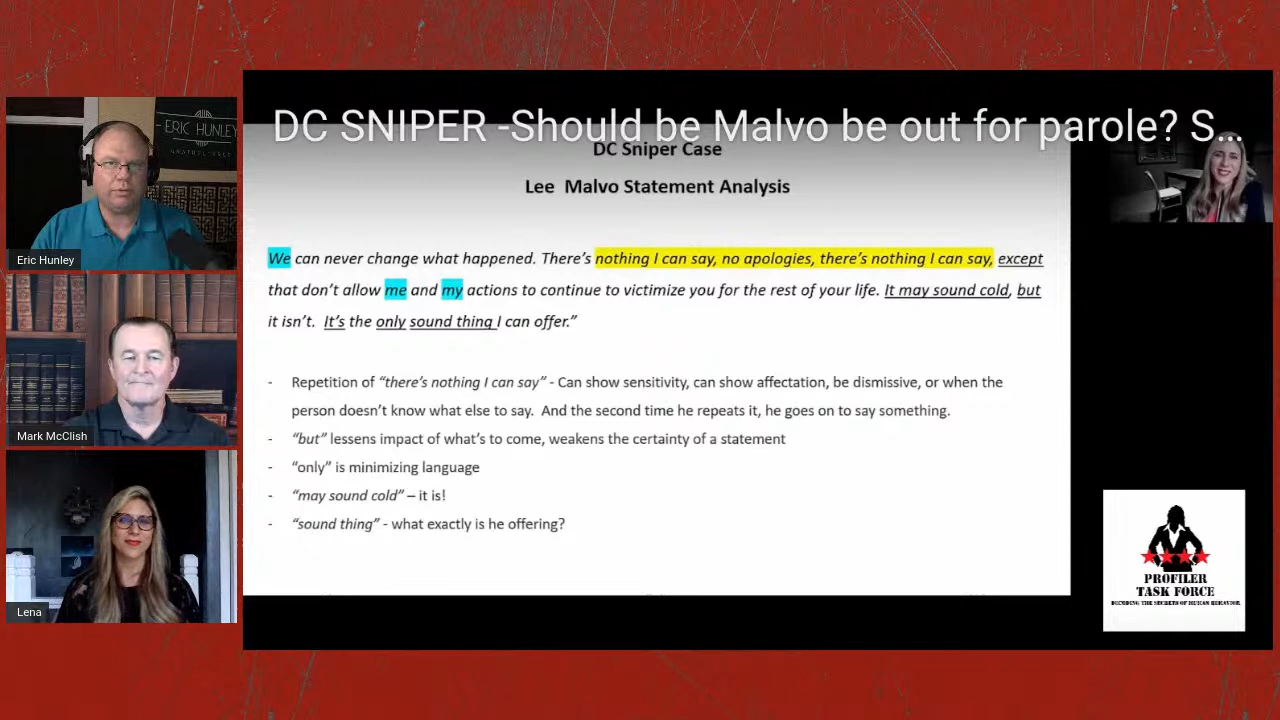 ERIC HUNLEY
Eric Hunley
Mark McClish
Lena
DC SNIPER -Should be Malvo be out for parole? S...
DC Sniper Case
Lee Malvo Statement Analysis
We can never change what happened. There's nothing I can say, no apologies, there's nothing I can say, except
that don't allow me and my actions to continue to victimize you for the rest of your life. It may sound cold, but
it isn't. It's the only sound thing I can offer."
- Repetition of "there's nothing I can say" - Can show sensitivity, can show affectation, be dismissive, or when the
person doesn't know what else to say. And the second time he repeats it, he goes on to say something.
- "but" lessens impact of what's to come, weakens the certainty of a statement
- "only" is minimizing language
- "may sound cold" – it is!
- "sound thing" - what exactly is he offering?
PROFILER
TASK FORCE
DECODING THE SECRETS OF HUMAN BEHAVIOR